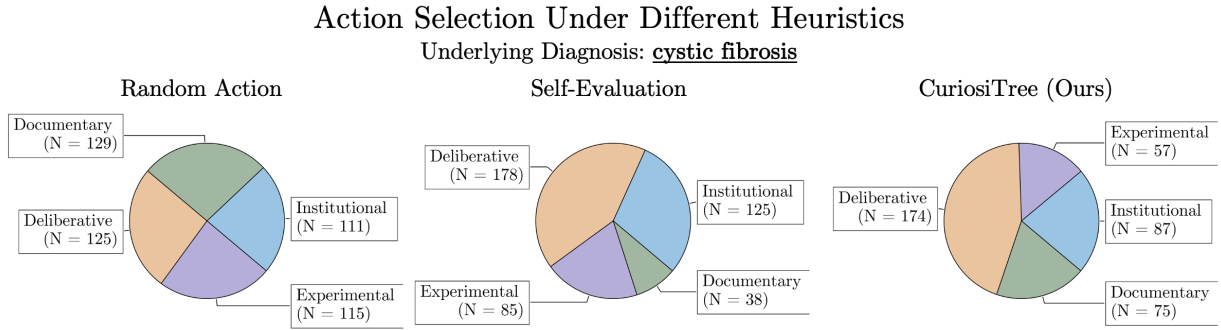 Action Selection Under Different Heuristics
Underlying Diagnosis: cystic fibrosis
Random Action
Documentary
(N = 129)
Deliberative
(N = 125)
Institutional
(N = 111)
Experimental
(N = 115)
Self-Evaluation
Deliberative
(N = 178)
Institutional
(N = 125)
Experimental
(N = 85)
Documentary
(N = 38)
CuriosiTree (Ours)
Experimental
(N = 57)
Deliberative
(N = 174)
Institutional
(N = 87)
Documentary
(N = 75)